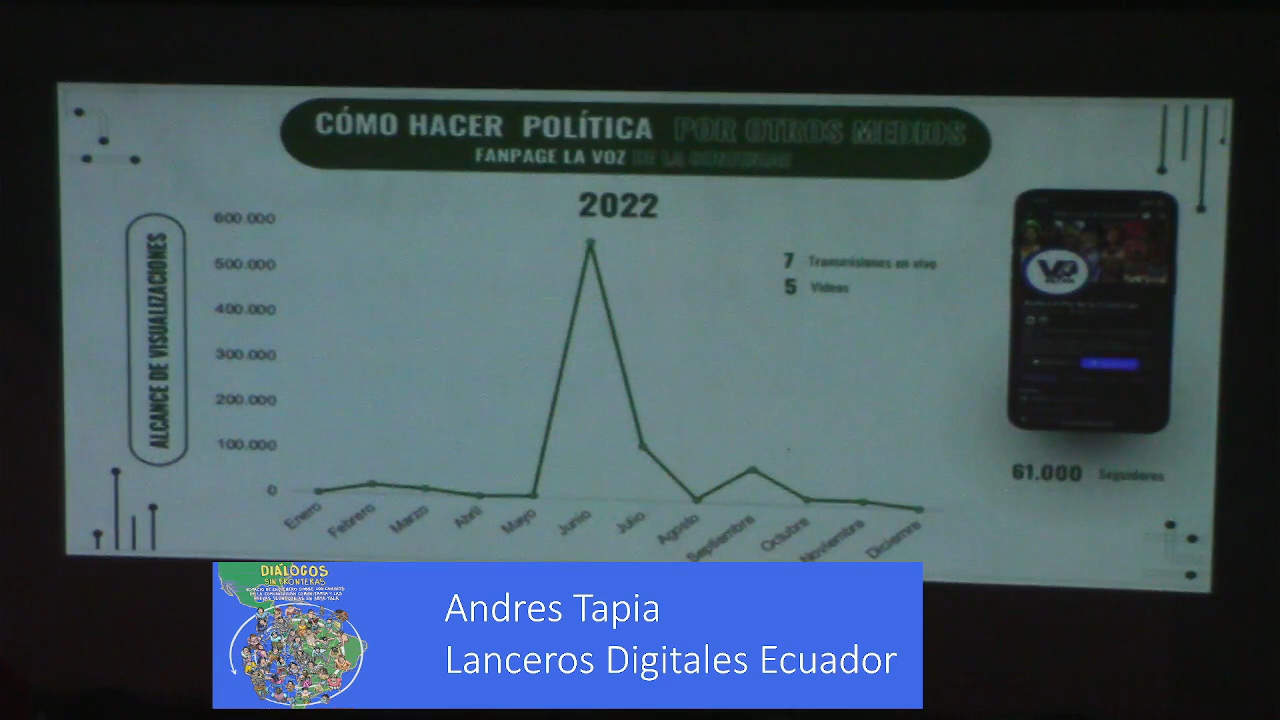 CÓMO HACER POLÍTICA POR OTROS MEDIOS
FANPAGE LA VOZ DE LA
2022
ALCANCE DE VISUALIZACIONES
600.000
500.000
400.000
300.000
200.000
100.000
0
Enero
Febrero
Marzo
Abril
Mayo
Junio
Julio
Agosto
Septiembre
Octubre
Noviembre
7 Transmisiones en vivo
5 Videos
61.000 Seguidores
DIÁLOGOS
SIN FRONTERAS
Andres Tapia
Lanceros Digitales Ecuador